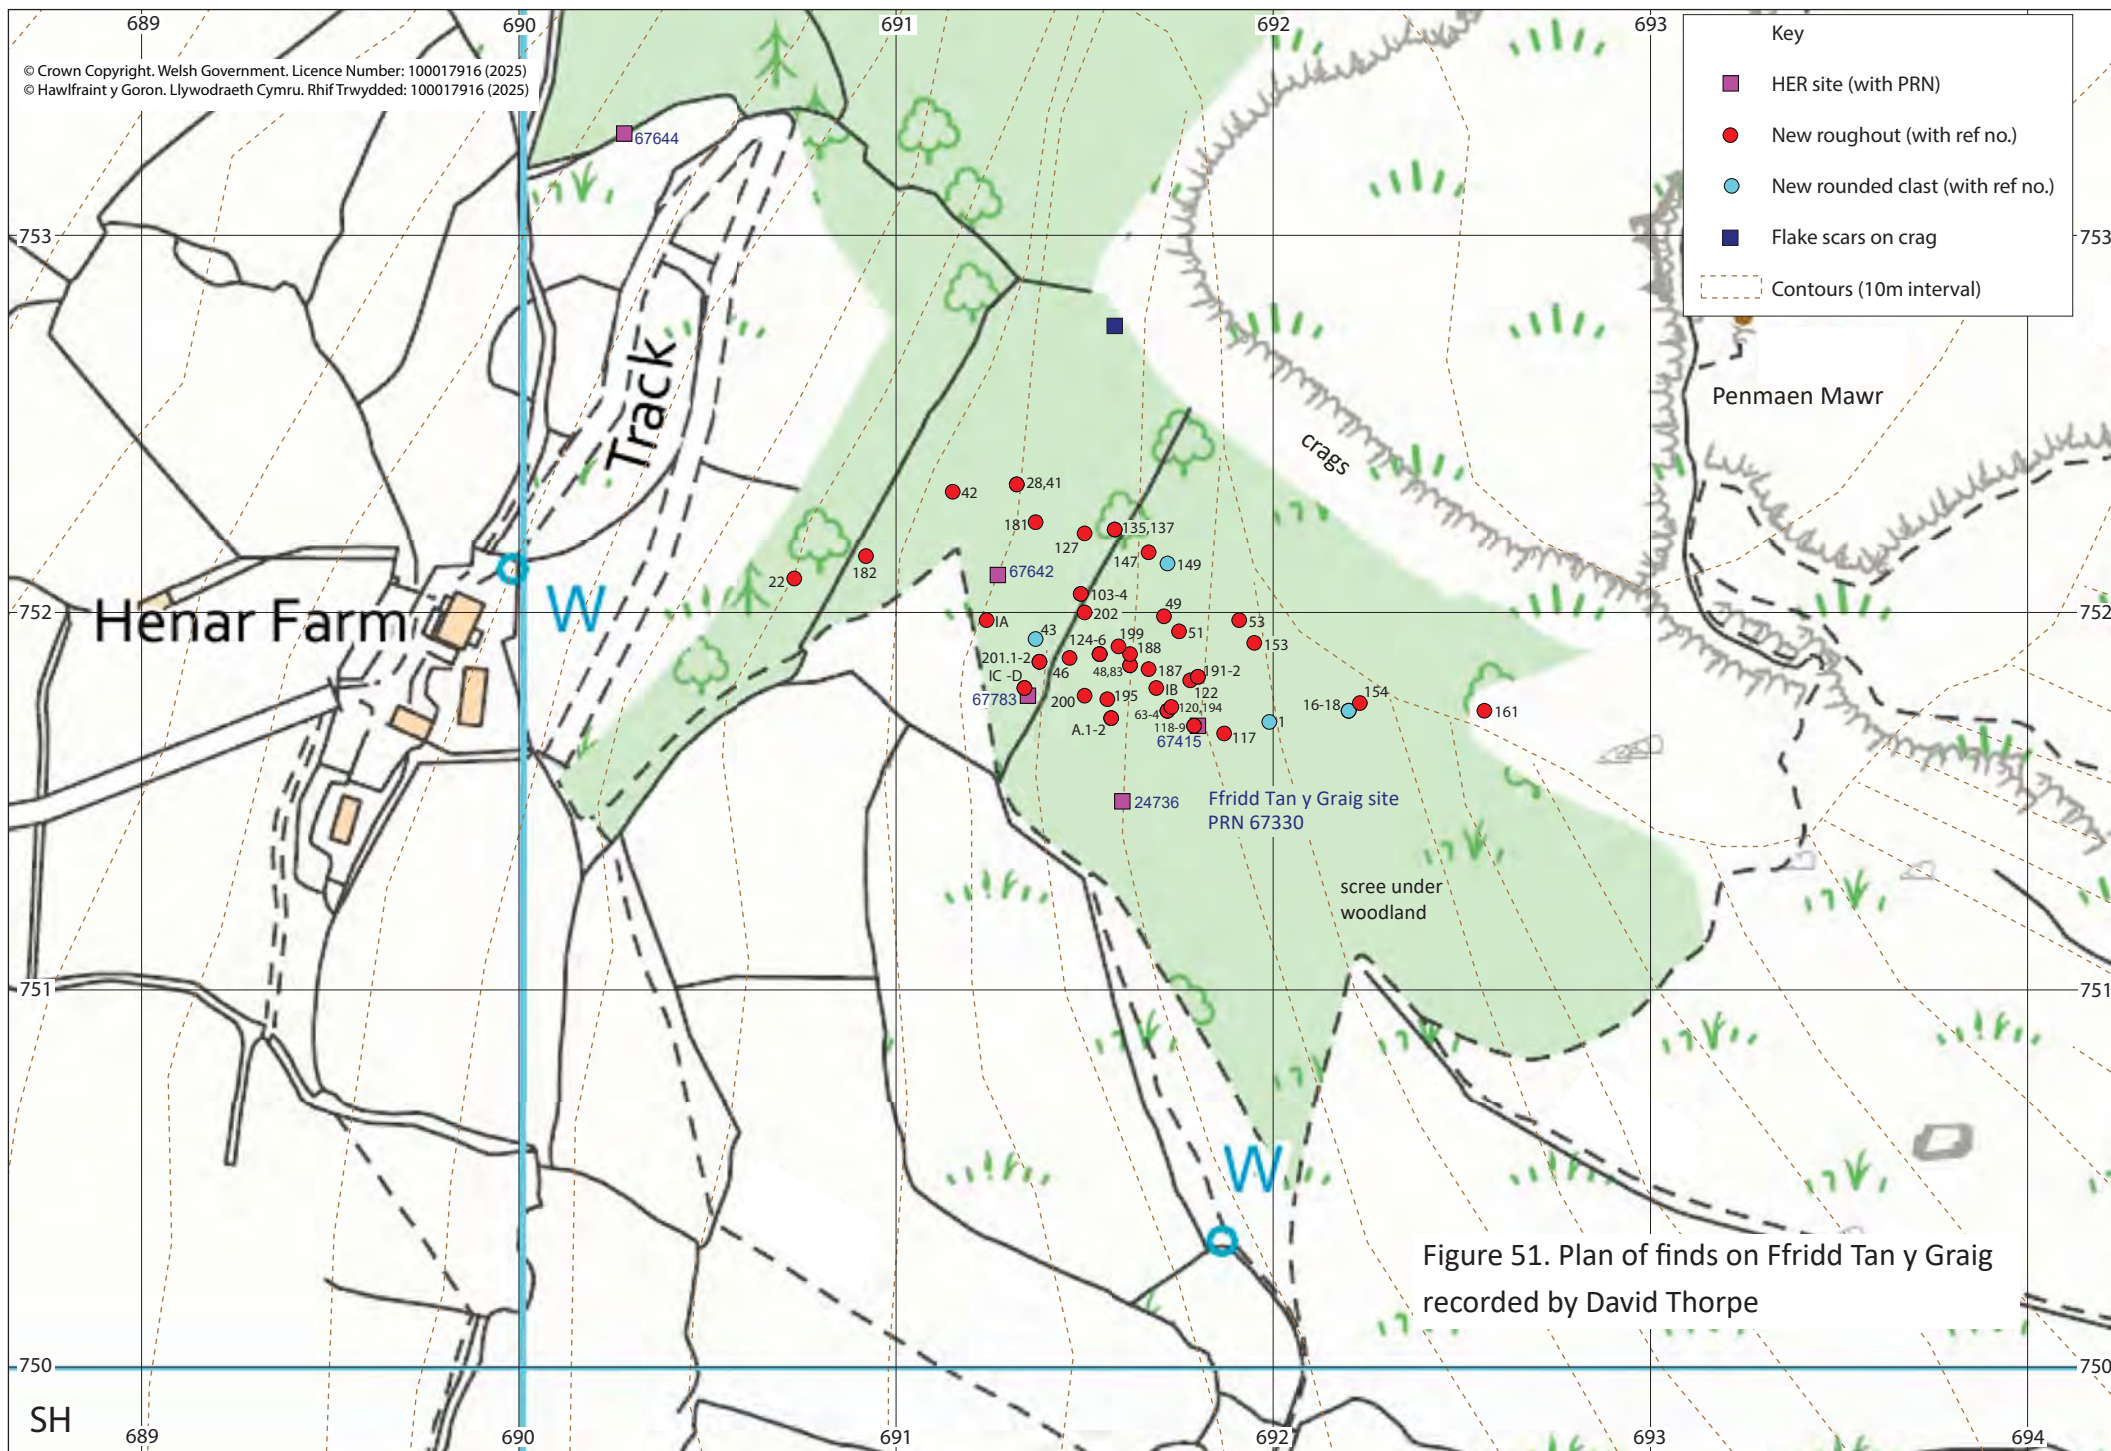 689
690
691
692
693
© Crown Copyright. Welsh Government. Licence Number: 100017916 (2025)
© Hawlfraint y Goron. Llywodraeth Cymru. Rhif Trwydded: 100017916 (2025)
Key
HER site (with PRN)
New roughout (with ref no.)
New rounded clast (with ref no.)
Flake scars on crag
Contours (10m interval)
67644
753
753
Track
Penmaen Mawr
crags
42
28,41
181
127
135,137
147
149
22
182
67642
103-4
202
Henar Farm
W
752
752
IA
43
49
51
53
153
124-6
199
188
201.1-2
46
48,83
187
191-2
IC -D
IB
122
67783
200
195
63-4
120,194
A.1-2
118-9
67415
117
1
16-18
154
161
24736
Ffridd Tan y Graig site
PRN 67330
scree under
woodland
751
751
W
Figure 51. Plan of finds on Ffridd Tan y Graig
recorded by David Thorpe
750
750
SH
689
690
691
692
693
694